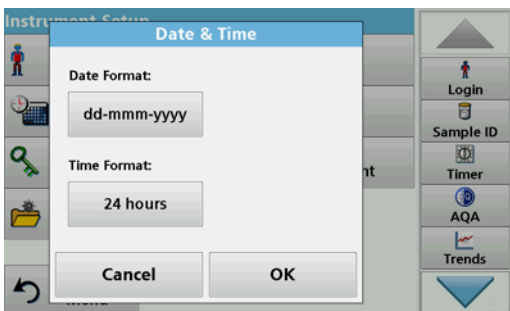 Instrument Setup
Date & Time
Date Format:
dd-mmm-yyyy
Time Format:
24 hours
Cancel
OK
Menu
Login
Sample ID
Timer
AQA
Trends